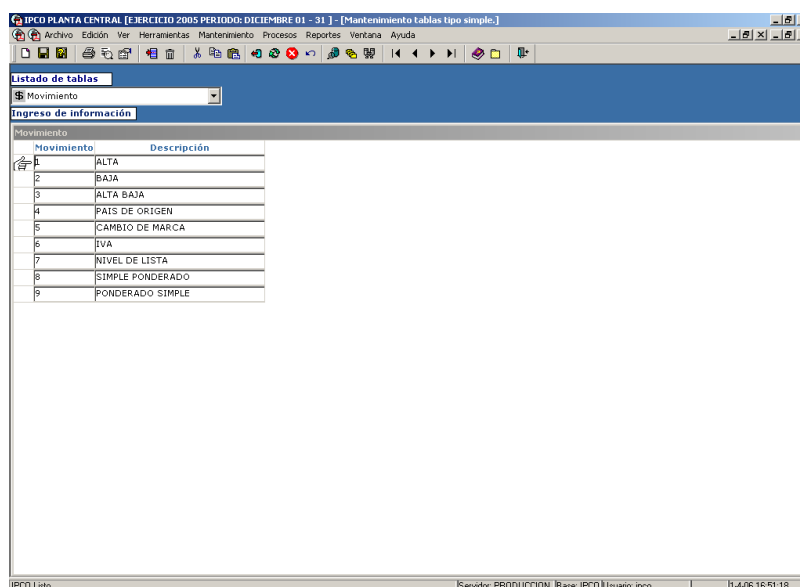 IPCO PLANTA CENTRAL [EJERCICIO 2005 PERIODO: DICIEMBRE 01 - 31 ] - [Mantenimiento tablas tipo simple.]
Archivo Edición Ver Herramientas Mantenimiento Procesos Reportes Ventana Ayuda
Listado de tablas
$ Movimiento
Ingreso de información
Movimiento
Movimiento Descripción
1 ALTA
2 BAJA
3 ALTA BAJA
4 PAIS DE ORIGEN
5 CAMBIO DE MARCA
6 IVA
7 NIVEL DE LISTA
8 SIMPLE PONDERADO
9 PONDERADO SIMPLE
IPCO Listo Servidor: PRODUCCION Base: IPCO Usuario: ipco 1-4-06 16:51:18